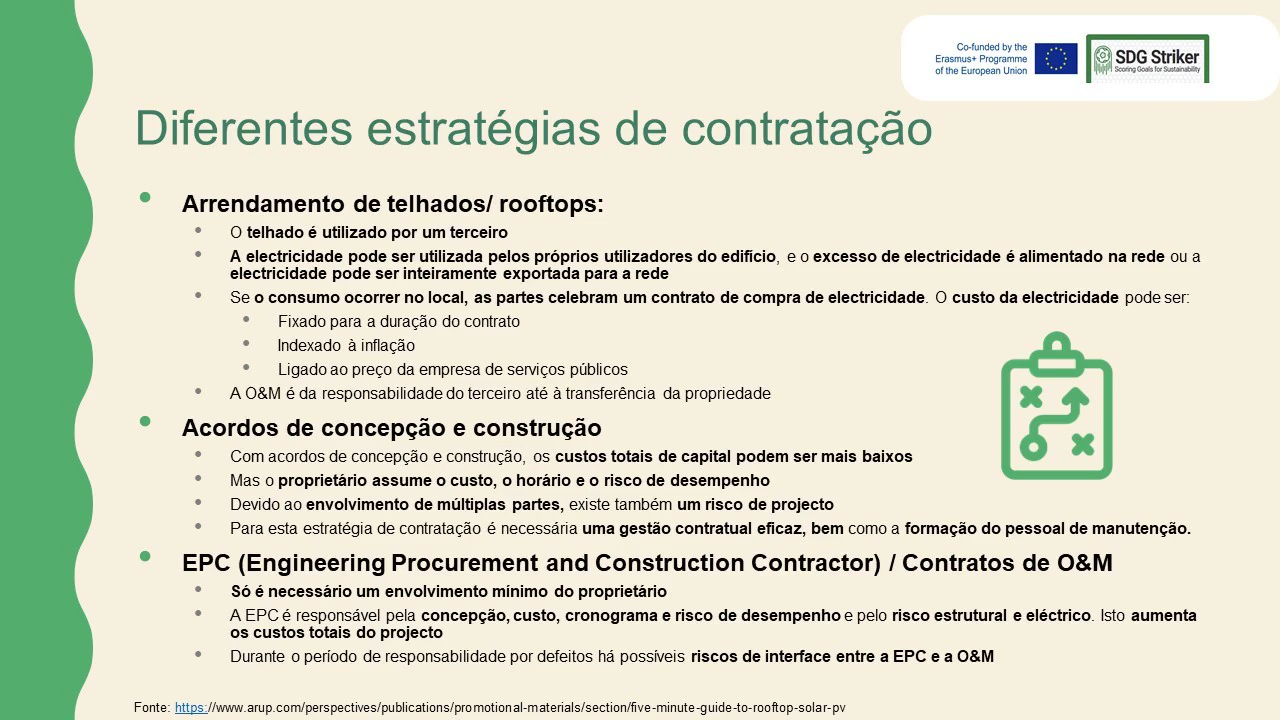 Co-funded by the
Erasmus+ Programme
of the European Union
SDG Striker
Scoring Goals for Sustainability
Diferentes estratégias de contratação
• Arrendamento de telhados/ rooftops:
• O telhado é utilizado por um terceiro
• A electricidade pode ser utilizada pelos próprios utilizadores do edifício, e o excesso de electricidade é alimentado na rede ou a
electricidade pode ser inteiramente exportada para a rede
• Se o consumo ocorrer no local, as partes celebram um contrato de compra de electricidade. O custo da electricidade pode ser:
• Fixado para a duração do contrato
• Indexado à inflação
• Ligado ao preço da empresa de serviços públicos
• A O&M é da responsabilidade do terceiro até à transferência da propriedade
• Acordos de concepção e construção
• Com acordos de concepção e construção, os custos totais de capital podem ser mais baixos
• Mas o proprietário assume o custo, o horário e o risco de desempenho
• Devido ao envolvimento de múltiplas partes, existe também um risco de projecto
• Para esta estratégia de contratação é necessária uma gestão contratual eficaz, bem como a formação do pessoal de manutenção.
• EPC (Engineering Procurement and Construction Contractor) / Contratos de O&M
• Só é necessário um envolvimento mínimo do proprietário
• A EPC é responsável pela concepção, custo, cronograma e risco de desempenho e pelo risco estrutural e eléctrico. Isto aumenta
os custos totais do projecto
• Durante o período de responsabilidade por defeitos há possíveis riscos de interface entre a EPC e a O&M
Fonte: https://www.arup.com/perspectives/publications/promotional-materials/section/five-minute-guide-to-rooftop-solar-pv